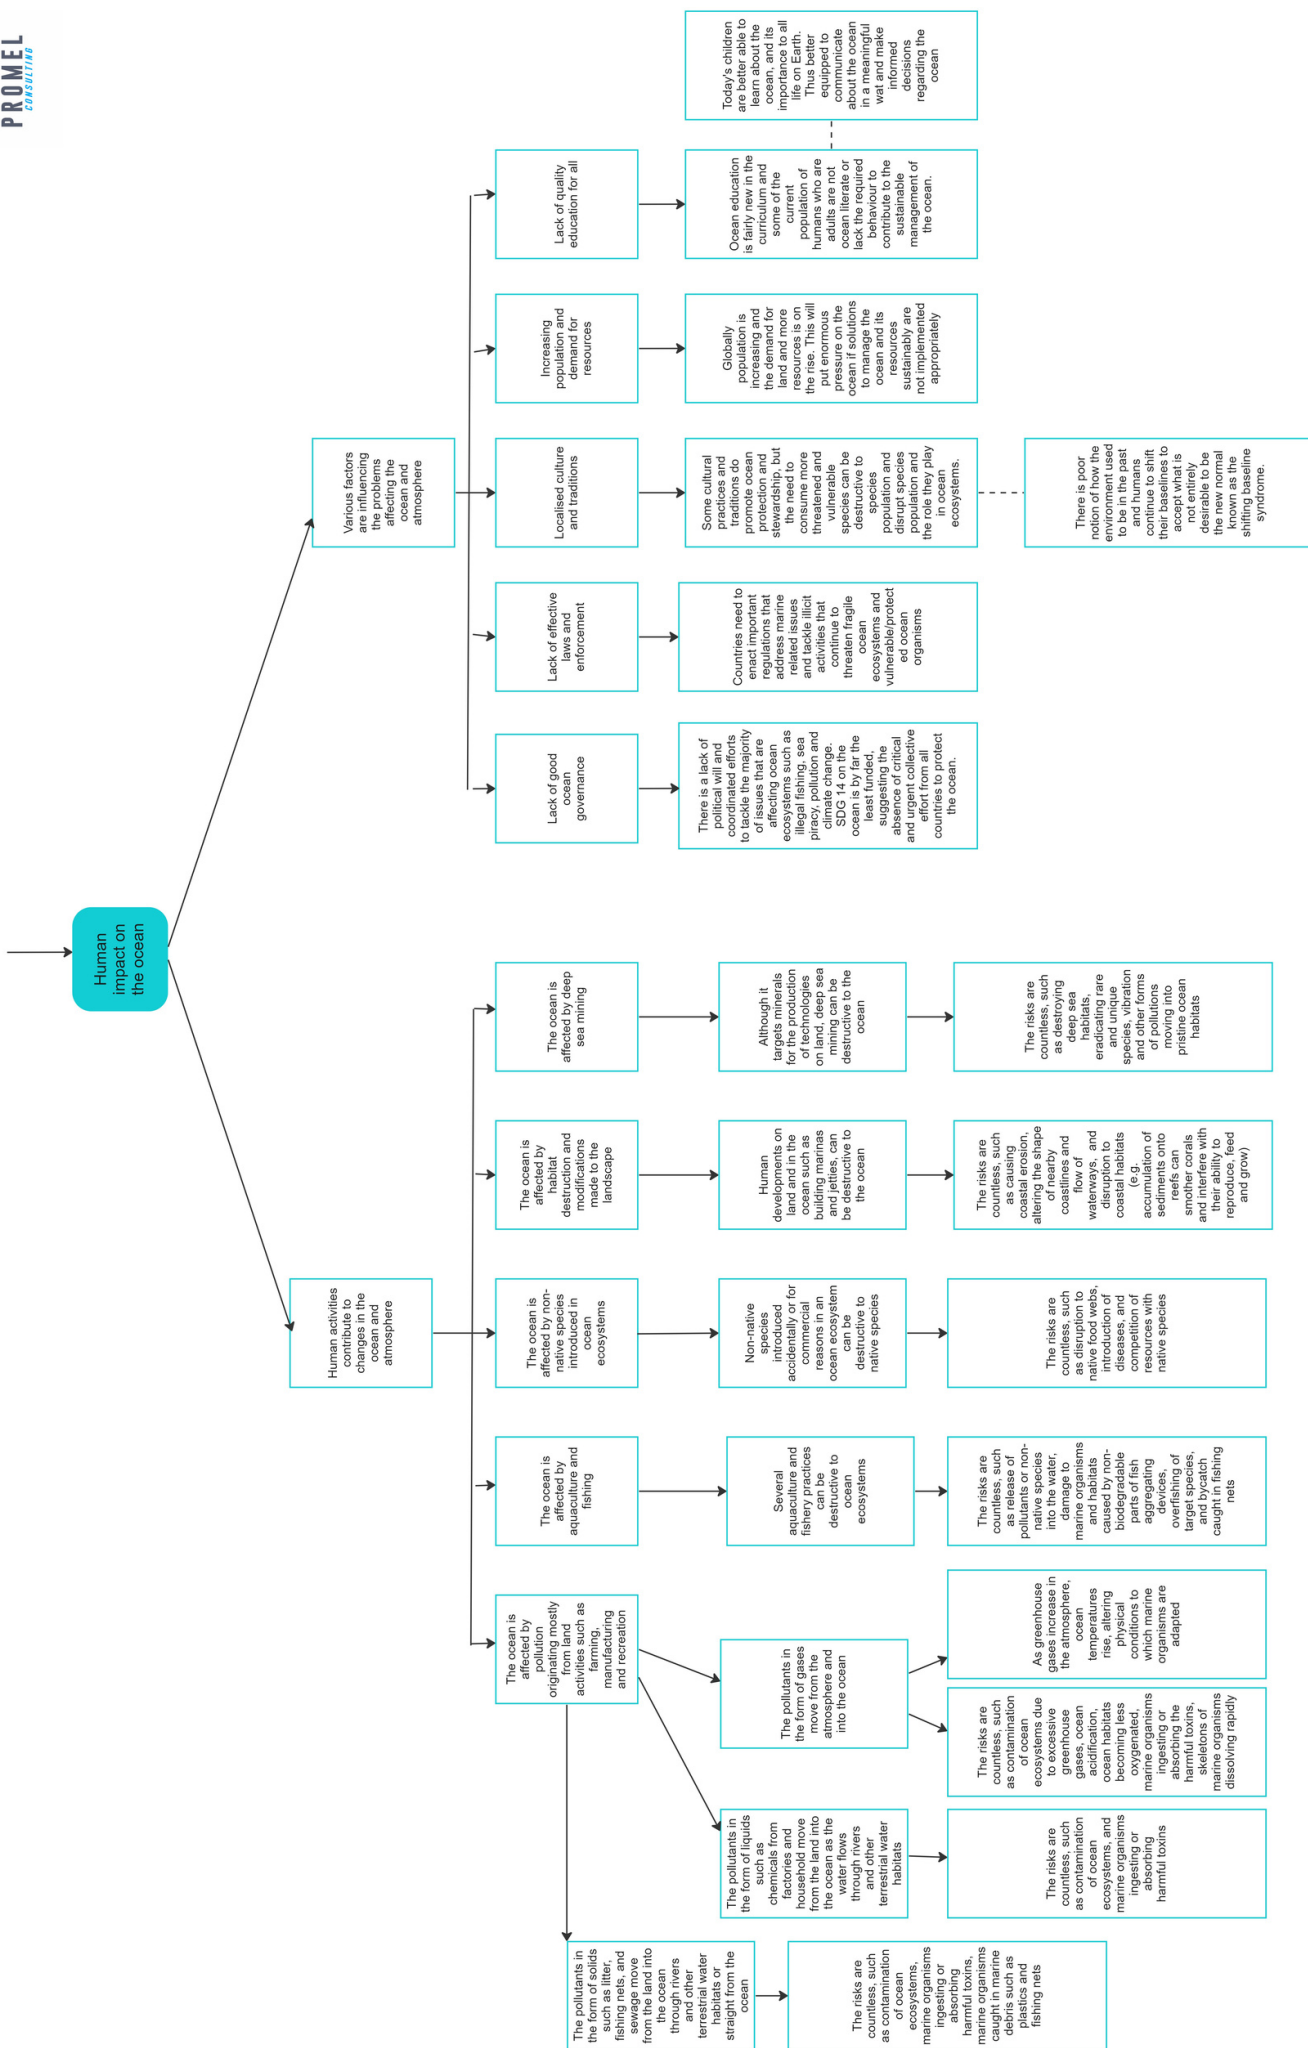 PROMEL
CONSULTING
Human
impact on
the ocean
Human activities
contribute to
changes in the
ocean and
atmosphere
Various factors
are influencing
the problems
affecting the
ocean and
atmosphere
The ocean is
affected by
pollution
originating mostly
from land
activities such as
farming,
manufacturing
and recreation
The ocean is
affected by
aquaculture and
fishing
The ocean is
affected by non-
native species
introduced in
ocean
ecosystems
The ocean is
affected by
habitat
destruction and
modifications
made to the
landscape
The ocean is
affected by deep
sea mining
Lack of good
ocean
governance
Lack of effective
laws and
enforcement
Localised culture
and traditions
Increasing
population and
demand for
resources
Lack of quality
education for all
The pollutants in
the form of solids
such as litter,
fishing nets, and
sewage move
from the land into
the ocean
through rivers
and other
terrestrial water
habitats or
straight from the
ocean
The pollutants in
the form of liquids
such as
chemicals from
factories and
household move
from the land into
the ocean as the
water flows
through rivers
and other
terrestrial water
habitats
The pollutants in
the form of gases
move from the
atmosphere and
into the ocean
Several
aquaculture and
fishery practices
can be
destructive to
ocean
ecosystems
Non-native
species
introduced
accidentally or for
commercial
reasons in an
ocean ecosystem
can be
destructive to
native species
Human
developments on
land and in the
ocean such as
building marinas
and jetties, can
be destructive to
the ocean
Although it
targets minerals
for the production
of technologies
on land, deep sea
mining can be
destructive to the
ocean
There is a lack of
political will and
coordinated efforts
to tackle the majority
of issues that are
affecting ocean
ecosystems such as
illegal fishing, sea
piracy, pollution and
climate change.
SDG 14 on the
ocean is by far the
least funded,
suggesting the
absence of critical
and urgent collective
effort from all
countries to protect
the ocean.
Countries need to
enact important
regulations that
address marine
related issues
and tackle illicit
activities that
continue to
threaten fragile
ocean
ecosystems and
vulnerable/protect
ed ocean
organisms
Some cultural
practices and
traditions do
promote ocean
protection and
stewardship, but
the need to
consume more
threatened and
vulnerable
species can be
destructive to
species
population and
disrupt species
population and
the role they play
in ocean
ecosystems.
Globally
population is
increasing and
the demand for
land and more
resources is on
the rise. This will
put enormous
pressure on the
ocean if solutions
to manage the
ocean and its
resources
sustainably are
not implemented
appropriately
Ocean education
is fairly new in the
curriculum and
some of the
current
population of
humans who are
adults are not
ocean literate or
lack the required
behaviour to
contribute to the
sustainable
management of
the ocean.
Today's children
are better able to
learn about the
ocean, and its
importance to all
life on Earth.
Thus better
equipped to
communicate
about the ocean
in a meaningful
wat and make
informed
decisions
regarding the
ocean
The risks are
countless, such
as contamination
of ocean
ecosystems,
marine organisms
ingesting or
absorbing
harmful toxins,
marine organisms
caught in marine
debris such as
plastics and
fishing nets
The risks are
countless, such
as contamination
of ocean
ecosystems, and
marine organisms
ingesting or
absorbing
harmful toxins
The risks are
countless, such
as contamination
of ocean
ecosystems due
to excessive
greenhouse
gases, ocean
acidification,
ocean habitats
becoming less
oxygenated,
marine organisms
ingesting or
absorbing the
harmful toxins,
skeletons of
marine organisms
dissolving rapidly
As greenhouse
gases increase in
the atmosphere,
ocean
temperatures
rise, altering
physical
conditions to
which marine
organisms are
adapted
The risks are
countless, such
as release of
pollutants or non-
native species
into the water,
damage to
marine organisms
and habitats
caused by non-
biodegradable
parts of fish
aggregating
devices,
overfishing of
target species,
and bycatch
caught in fishing
nets
The risks are
countless, such
as disruption to
native food webs,
introduction of
diseases, and
competition of
resources with
native species
The risks are
countless, such
as causing
coastal erosion,
altering the shape
of nearby
coastlines and
flow of
waterways, and
disruption to
coastal habitats
(e.g.
accumulation of
sediments onto
reefs can
smother corals
and interfere with
their ability to
reproduce, feed
and grow)
The risks are
countless, such
as destroying
deep sea
habitats,
eradicating rare
and unique
species, vibration
and other forms
of pollutions
moving into
pristine ocean
habitats
There is poor
notion of how the
environment used
to be in the past
and humans
continue to shift
their baselines to
accept what is
not entirely
desirable to be
the new normal
known as the
shifting baseline
syndrome.